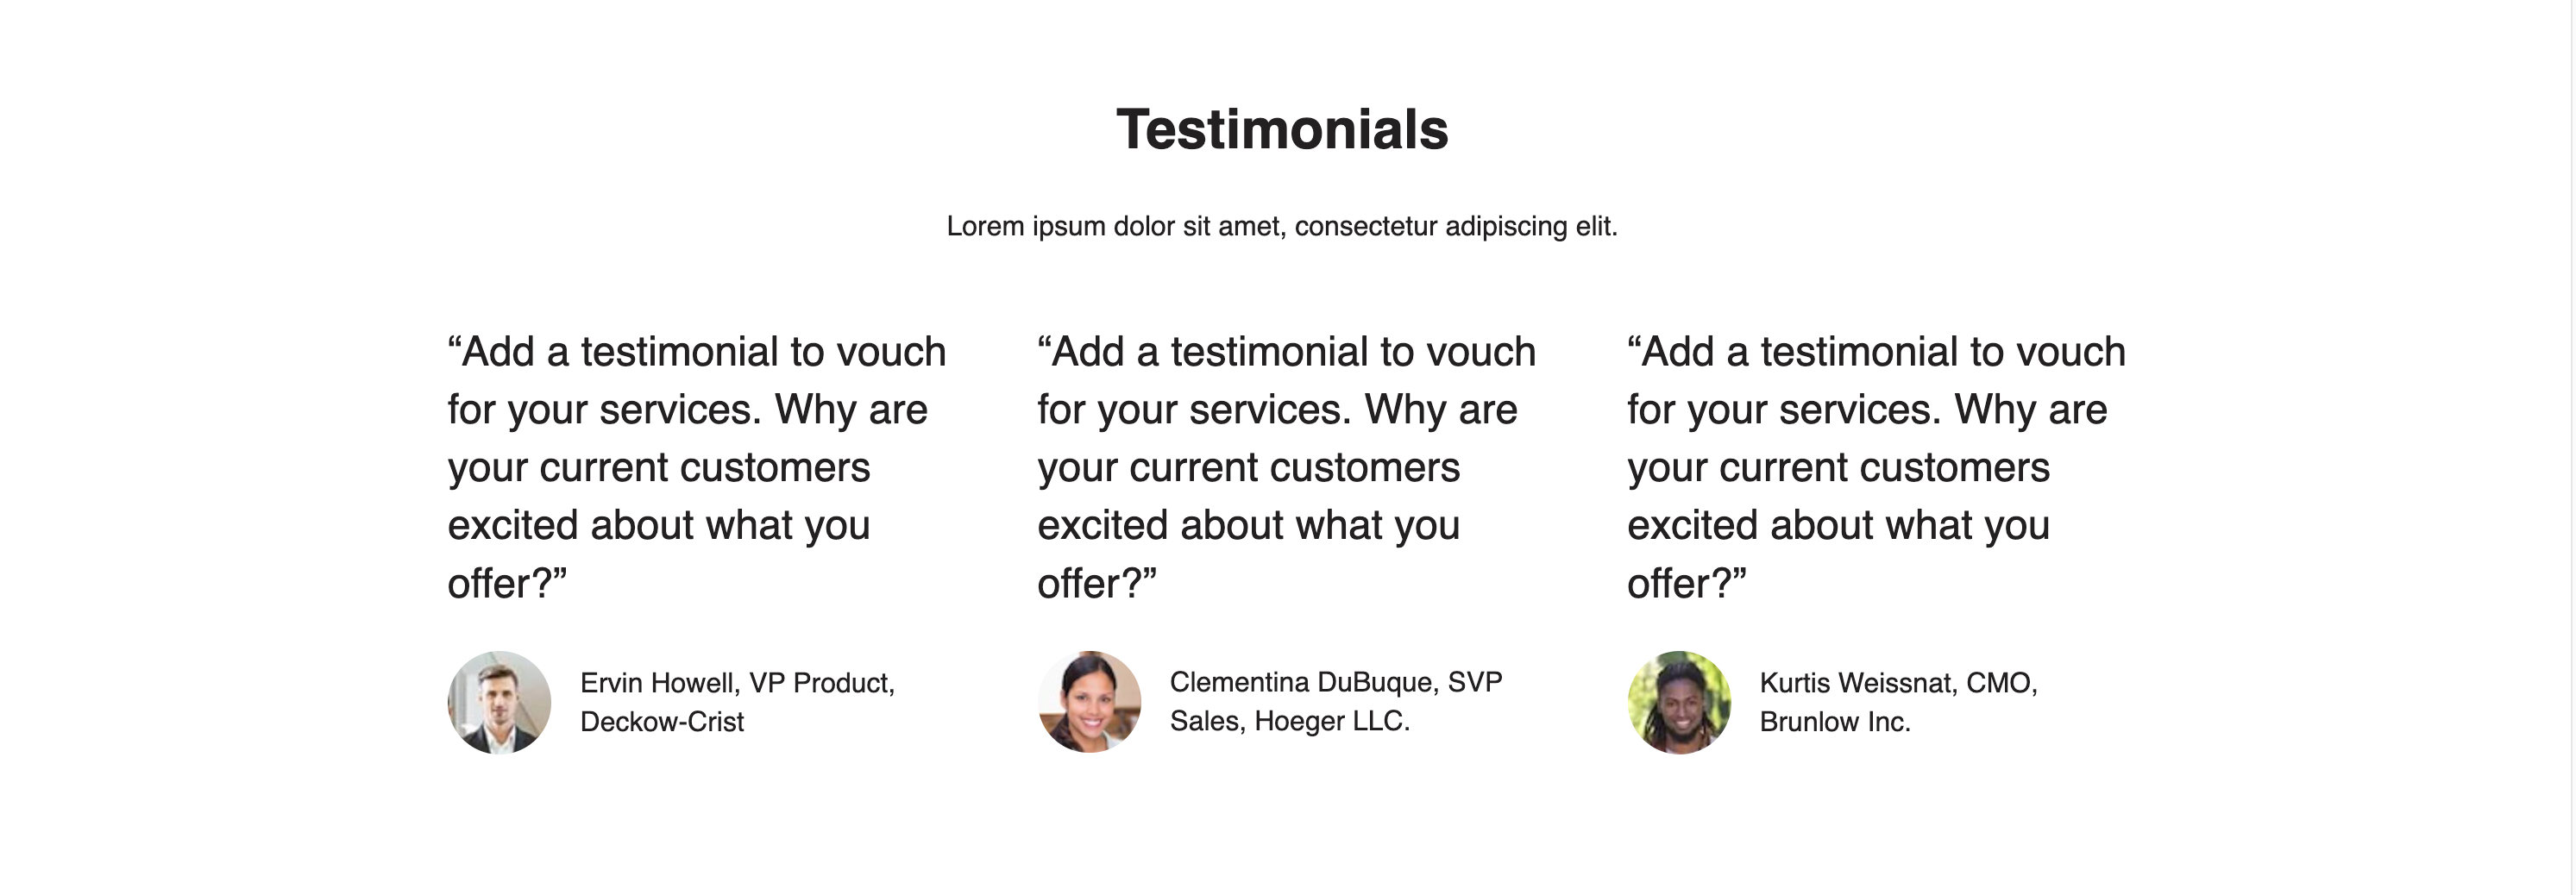 Testimonials
Lorem ipsum dolor sit amet, consectetur adipiscing elit.
“Add a testimonial to vouch
for your services. Why are
your current customers
excited about what you
offer?”
Ervin Howell, VP Product,
Deckow-Crist
“Add a testimonial to vouch
for your services. Why are
your current customers
excited about what you
offer?”
Clementina DuBuque, SVP
Sales, Hoeger LLC.
“Add a testimonial to vouch
for your services. Why are
your current customers
excited about what you
offer?”
Kurtis Weissnat, CMO,
Brunlow Inc.